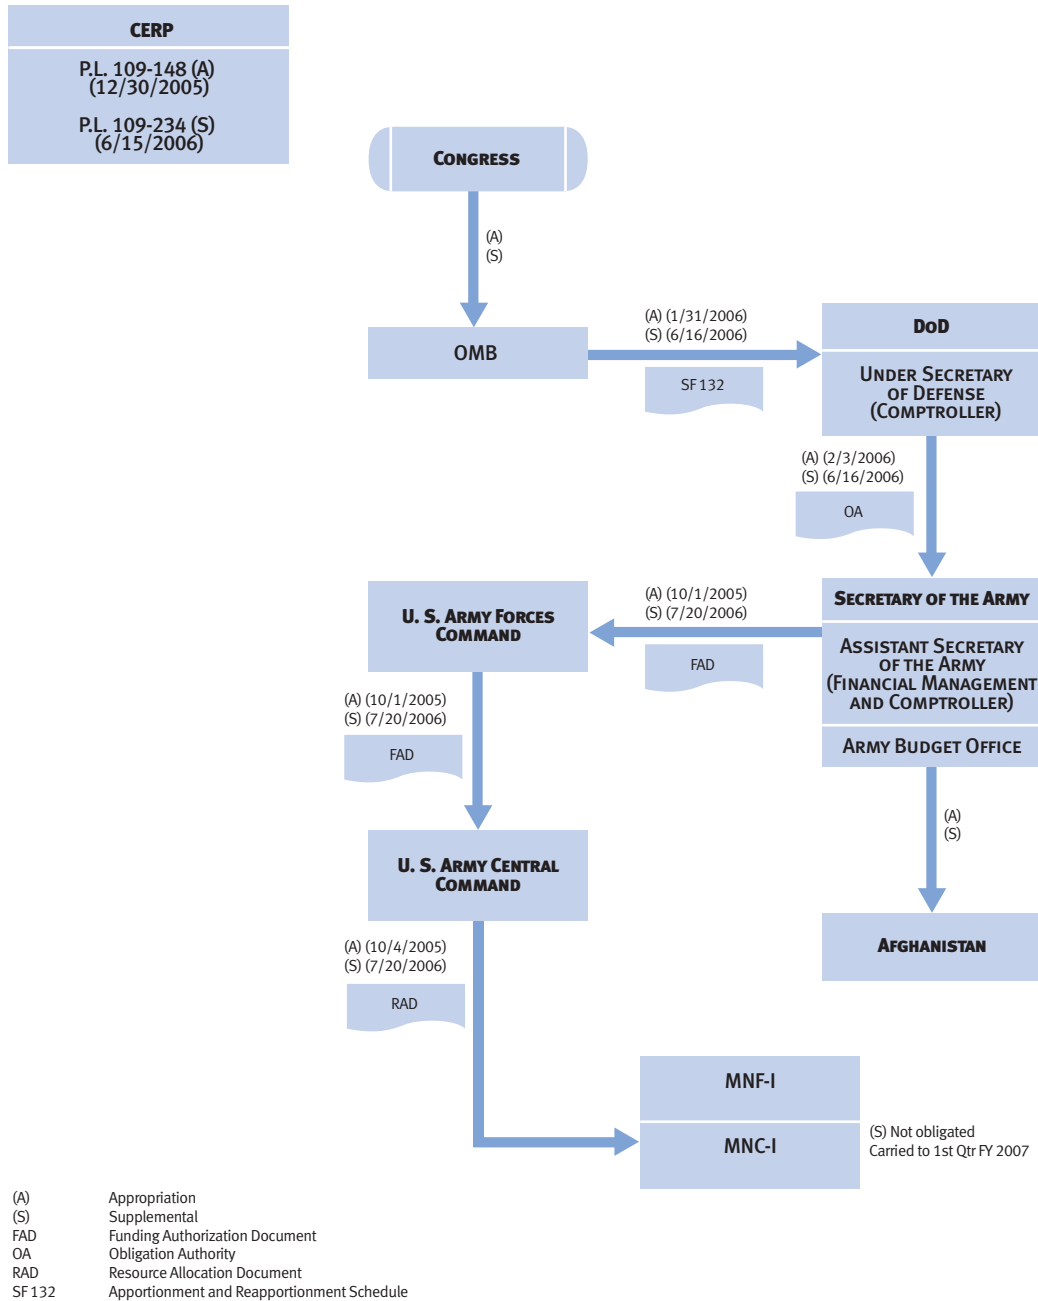 CERP
P.L. 109-148 (A)
(12/30/2005)
P.L. 109-234 (S)
(6/15/2006)
Congress
(A)
(S)
OMB
(A) (1/31/2006)
(S) (6/16/2006)
SF 132
DoD
Under Secretary
of Defense
(Comptroller)
(A) (2/3/2006)
(S) (6/16/2006)
OA
Secretary of the Army
Assistant Secretary
of the Army
(Financial Management
and Comptroller)
Army Budget Office
(A) (10/1/2005)
(S) (7/20/2006)
FAD
U. S. Army Forces
Command
(A) (10/1/2005)
(S) (7/20/2006)
FAD
(A)
(S)
U. S. Army Central
Command
Afghanistan
(A) (10/4/2005)
(S) (7/20/2006)
RAD
MNF-I
MNC-I
(S) Not obligated
Carried to 1st Qtr FY 2007
(A) Appropriation
(S) Supplemental
FAD Funding Authorization Document
OA Obligation Authority
RAD Resource Allocation Document
SF 132 Apportionment and Reapportionment Schedule